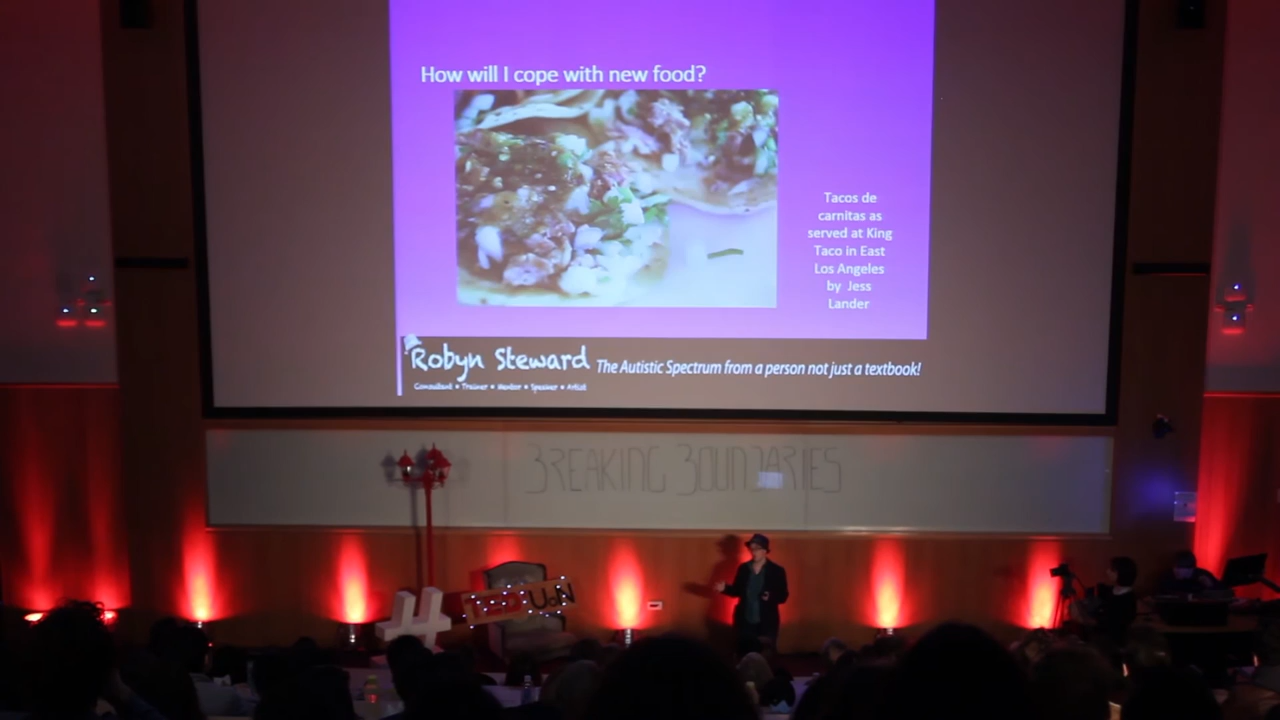 How will I cope with new food?
Tacos de
carnitas as
served at King
Taco in East
Los Angeles
by Jess
Lander
Robyn Steward
The Autistic Spectrum from a person not just a textbook!
Consultant • Trainer • Mentor • Speaker • Artist
BREAKING BOUNDARIES
#
TEDxUoN